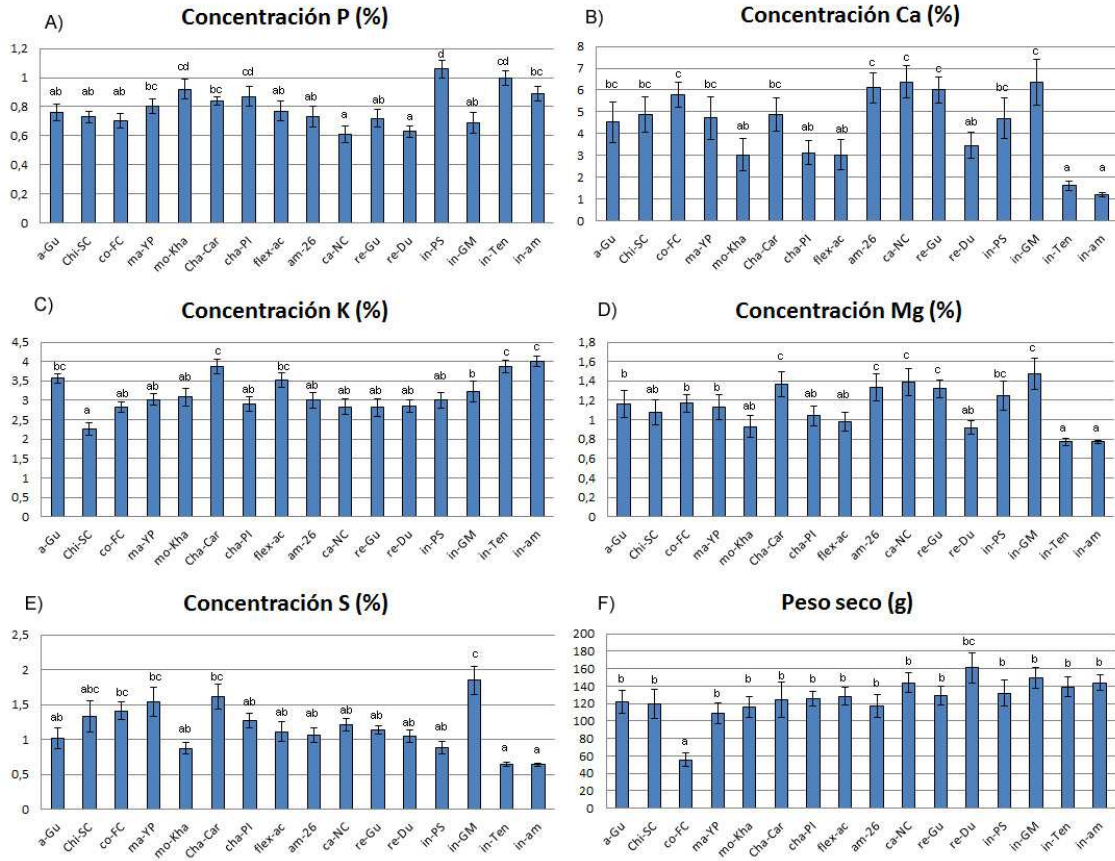 A) Concentración P (%)
1,2
1
0,8
0,6
0,4
0,2
0
ab ab ab bc cd bc cd ab ab a ab a d ab cd bc
a-Gu Chi-SC co-FC ma-YP mo-Kha Cha-Car cha-PI flex-ac am-26 ca-NC re-Gu re-Du in-PS in-GM in-Ten in-am
B) Concentración Ca (%)
8
7
6
5
4
3
2
1
0
bc bc c bc ab bc ab ab c c c ab bc c a a
a-Gu Chi-SC co-FC ma-YP mo-Kha Cha-Car cha-PI flex-ac am-26 ca-NC re-Gu re-Du in-PS in-GM in-Ten in-am
C) Concentración K (%)
4,5
4
3,5
3
2,5
2
1,5
1
0,5
0
bc a ab ab ab c ab bc ab ab ab ab ab b c c
a-Gu Chi-SC co-FC ma-YP mo-Kha Cha-Car cha-PI flex-ac am-26 ca-NC re-Gu re-Du in-PS in-GM in-Ten in-am
D) Concentración Mg (%)
1,8
1,6
1,4
1,2
1
0,8
0,6
0,4
0,2
0
b ab b b ab c ab ab c c c ab bc c a a
a-Gu Chi-SC co-FC ma-YP mo-Kha Cha-Car cha-PI flex-ac am-26 ca-NC re-Gu re-Du in-PS in-GM in-Ten in-am
E) Concentración S (%)
2,5
2
1,5
1
0,5
0
ab abc bc bc ab bc ab ab ab ab ab ab ab c a a
a-Gu Chi-SC co-FC ma-YP mo-Kha Cha-Car cha-PI flex-ac am-26 ca-NC re-Gu re-Du in-PS in-GM in-Ten in-am
F) Peso seco (g)
200
180
160
140
120
100
80
60
40
20
0
b b a b b b b b b b b bc b b b b
a-Gu Chi-SC co-FC ma-YP mo-Kha Cha-Car cha-PI flex-ac am-26 ca-NC re-Gu re-Du in-PS in-GM in-Ten in-am